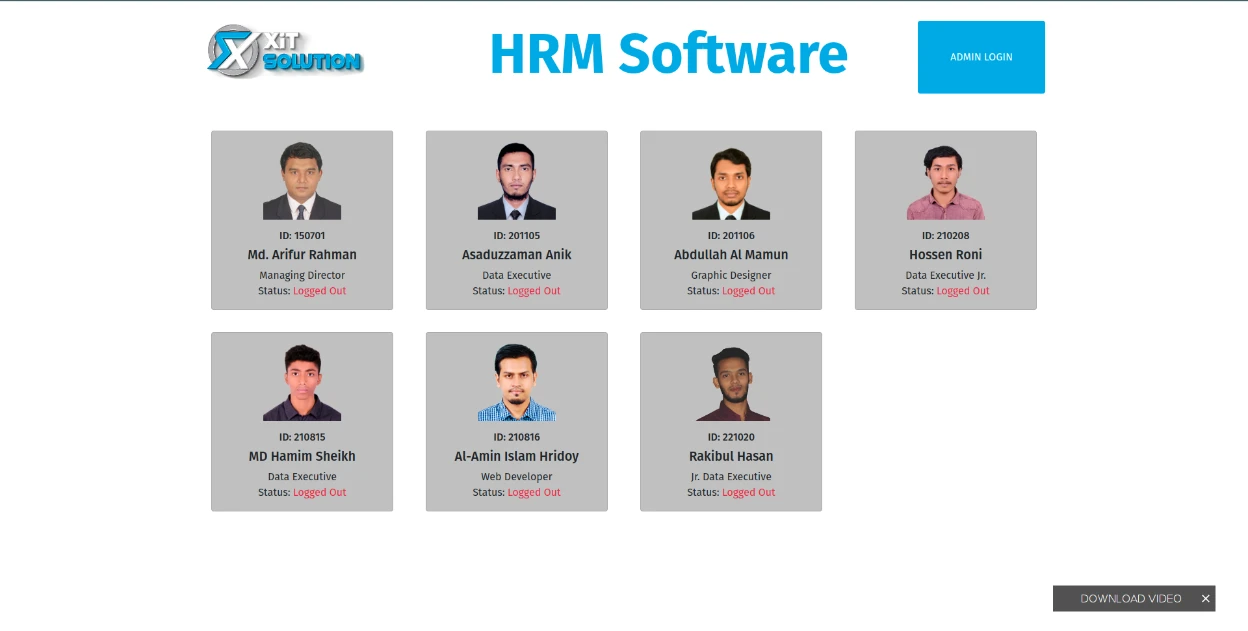 XiT
SOLUTION
HRM Software
ADMIN LOGIN
ID: 150701
Md. Arifur Rahman
Managing Director
Status: Logged Out
ID: 201105
Asaduzzaman Anik
Data Executive
Status: Logged Out
ID: 201106
Abdullah Al Mamun
Graphic Designer
Status: Logged Out
ID: 210208
Hossen Roni
Data Executive Jr.
Status: Logged Out
ID: 210815
MD Hamim Sheikh
Data Executive
Status: Logged Out
ID: 210816
Al-Amin Islam Hridoy
Web Developer
Status: Logged Out
ID: 221020
Rakibul Hasan
Jr. Data Executive
Status: Logged Out
DOWNLOAD VIDEO ×